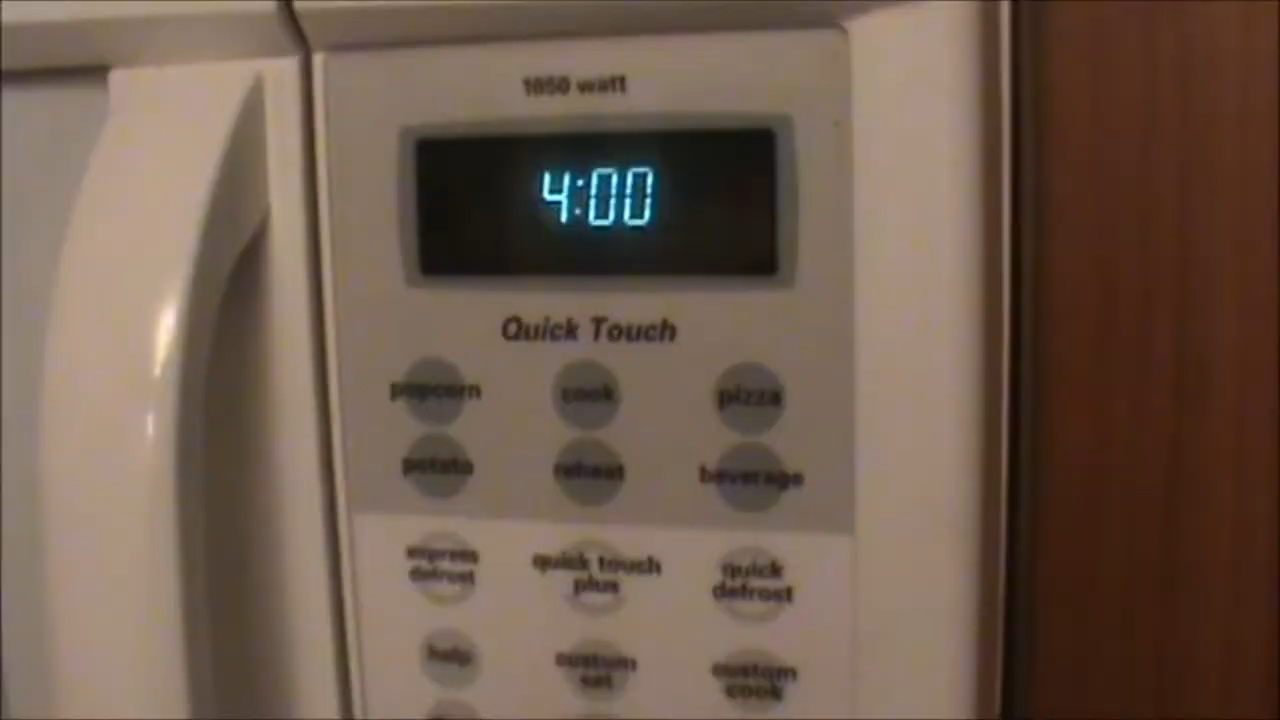 1050 watt
4:00
Quick Touch
popcorn cook pizza
potato reheat beverage
express defrost
quick touch plus
quick defrost
help
custom set
custom cook